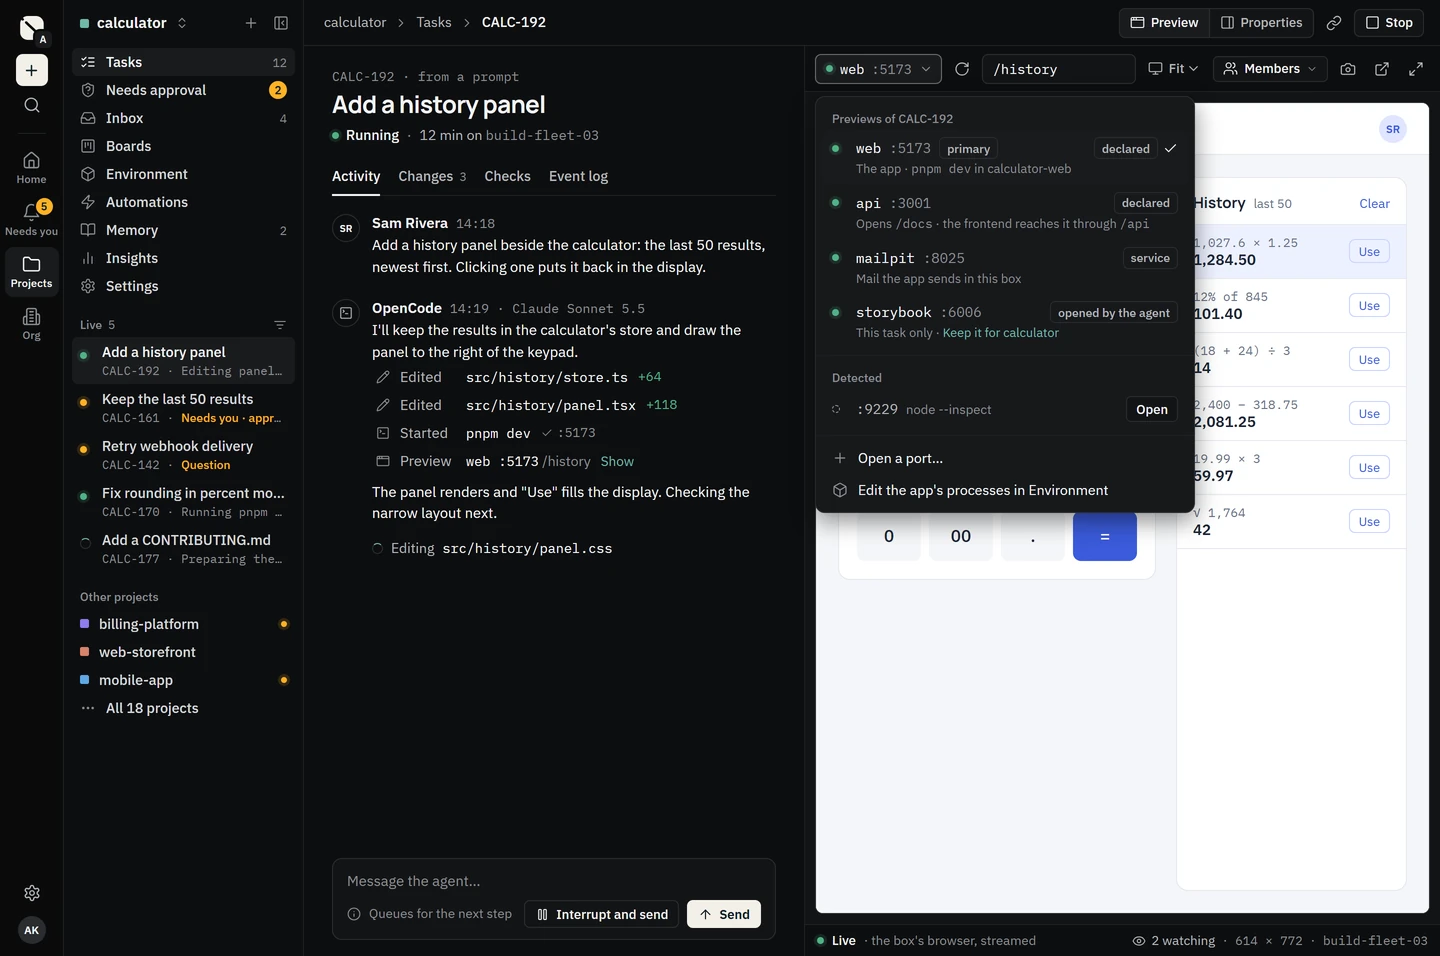 A
Home
5
Needs you
Projects
Org
AK
calculator
Tasks 12
Needs approval 2
Inbox 4
Boards
Environment
Automations
Memory 2
Insights
Settings
Live 5
Add a history panel
CALC-192 · Editing panel…
Keep the last 50 results
CALC-161 · Needs you · appr…
Retry webhook delivery
CALC-142 · Question
Fix rounding in percent mo…
CALC-170 · Running pnpm …
Add a CONTRIBUTING.md
CALC-177 · Preparing the…
Other projects
billing-platform
web-storefront
mobile-app
All 18 projects
calculator > Tasks > CALC-192
Preview Properties Stop
CALC-192 · from a prompt
Add a history panel
Running · 12 min on build-fleet-03
Activity Changes 3 Checks Event log
SR Sam Rivera 14:18
Add a history panel beside the calculator: the last 50 results,
newest first. Clicking one puts it back in the display.
OpenCode 14:19 · Claude Sonnet 5.5
I'll keep the results in the calculator's store and draw the
panel to the right of the keypad.
Edited src/history/store.ts +64
Edited src/history/panel.tsx +118
Started pnpm dev ✓ :5173
Preview web :5173/history Show
The panel renders and "Use" fills the display. Checking the
narrow layout next.
Editing src/history/panel.css
Message the agent...
Queues for the next step Interrupt and send Send
web :5173 /history Fit Members
Previews of CALC-192
web :5173 primary declared
The app · pnpm dev in calculator-web
api :3001 declared
Opens /docs · the frontend reaches it through /api
mailpit :8025 service
Mail the app sends in this box
storybook :6006 opened by the agent
This task only · Keep it for calculator
Detected
:9229 node --inspect Open
Open a port...
Edit the app's processes in Environment
SR
History last 50 Clear
1,027.6 × 1.25
1,284.50 Use
12% of 845
101.40 Use
(18 + 24) ÷ 3
14 Use
2,400 − 318.75
2,081.25 Use
19.99 × 3
59.97 Use
√ 1,764
42 Use
0 00 . =
Live · the box's browser, streamed
2 watching · 614 × 772 · build-fleet-03